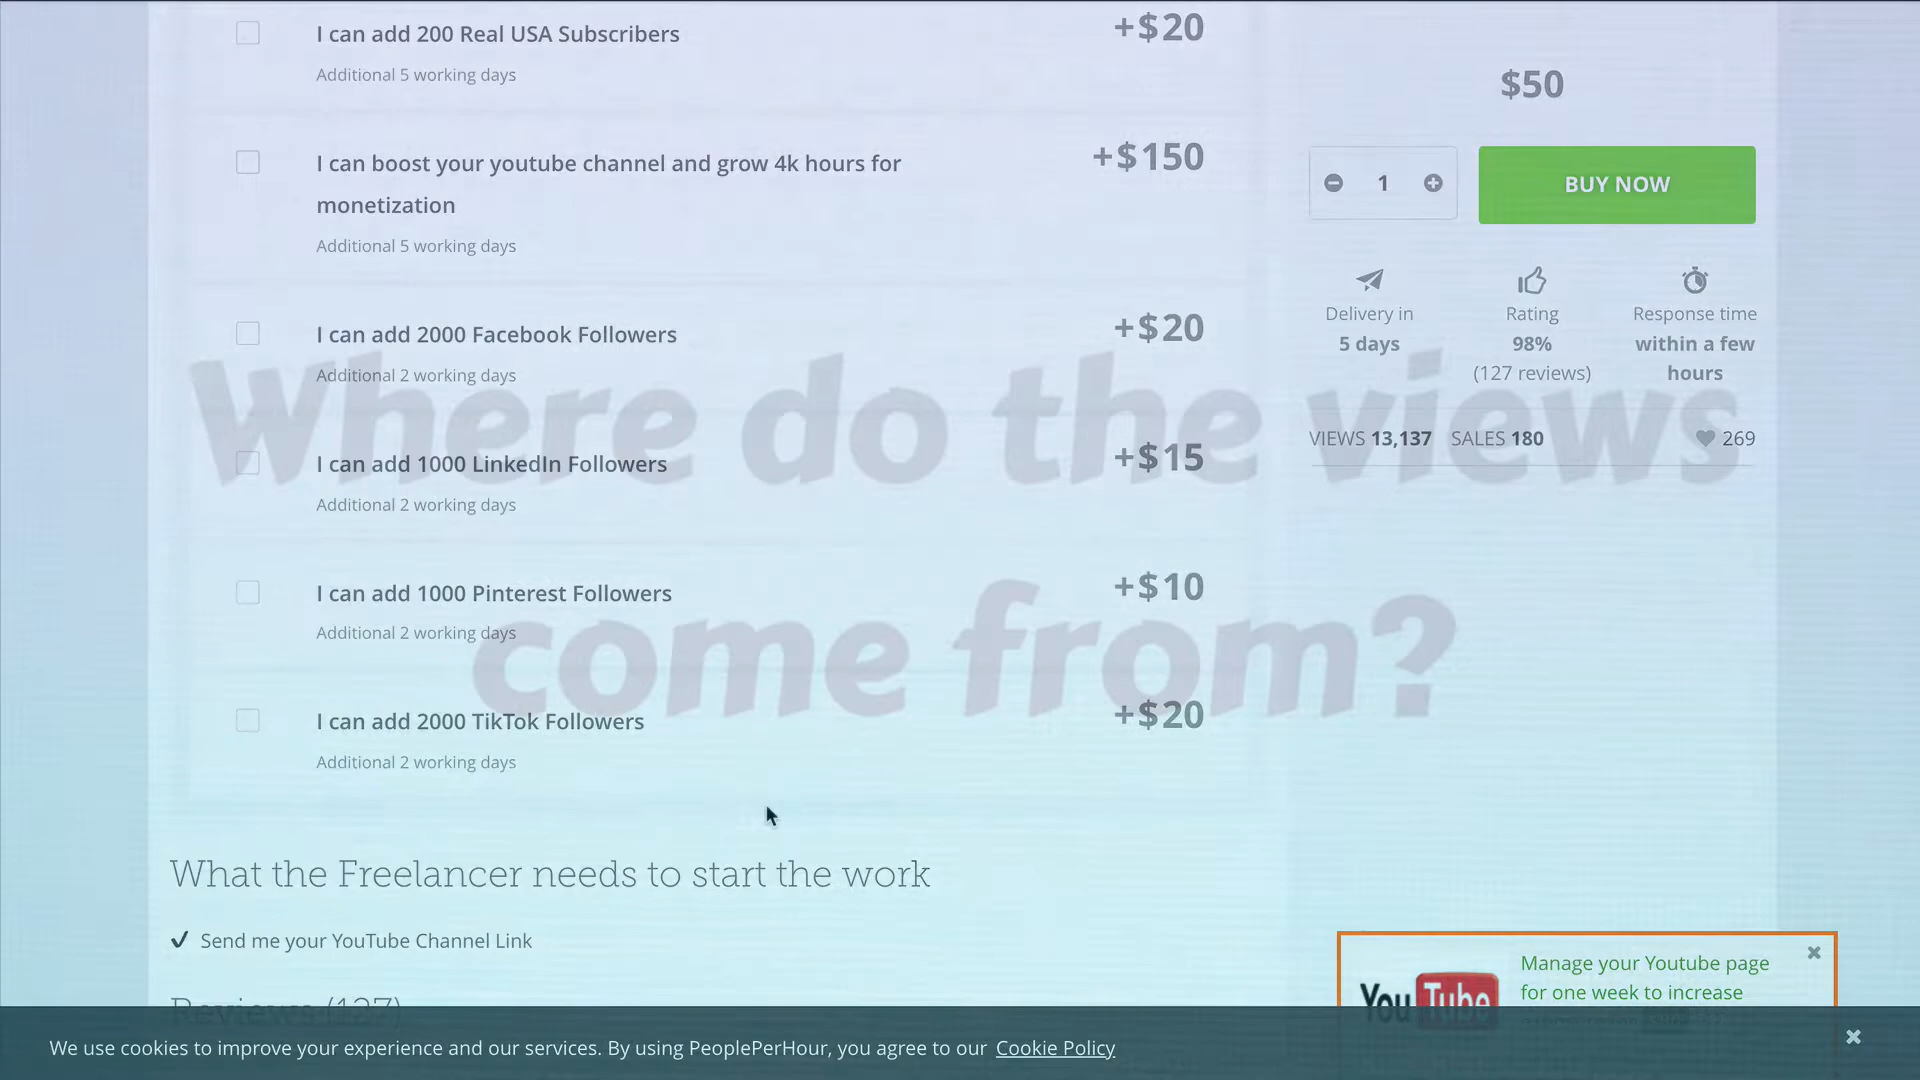 I can add 200 Real USA Subscribers +$20
Additional 5 working days
$50
I can boost your youtube channel and grow 4k hours for +$150
monetization
Additional 5 working days
1 BUY NOW
I can add 2000 Facebook Followers +$20
Additional 2 working days
Delivery in
5 days
Rating
98%
(127 reviews)
Response time
within a few
hours
Where do the views
come from?
I can add 1000 LinkedIn Followers +$15
Additional 2 working days
VIEWS 13,137 SALES 180 269
I can add 1000 Pinterest Followers +$10
Additional 2 working days
I can add 2000 TikTok Followers +$20
Additional 2 working days
What the Freelancer needs to start the work
Send me your YouTube Channel Link
Reviews (127)
YouTube
Manage your Youtube page
for one week to increase
We use cookies to improve your experience and our services. By using PeoplePerHour, you agree to our Cookie Policy